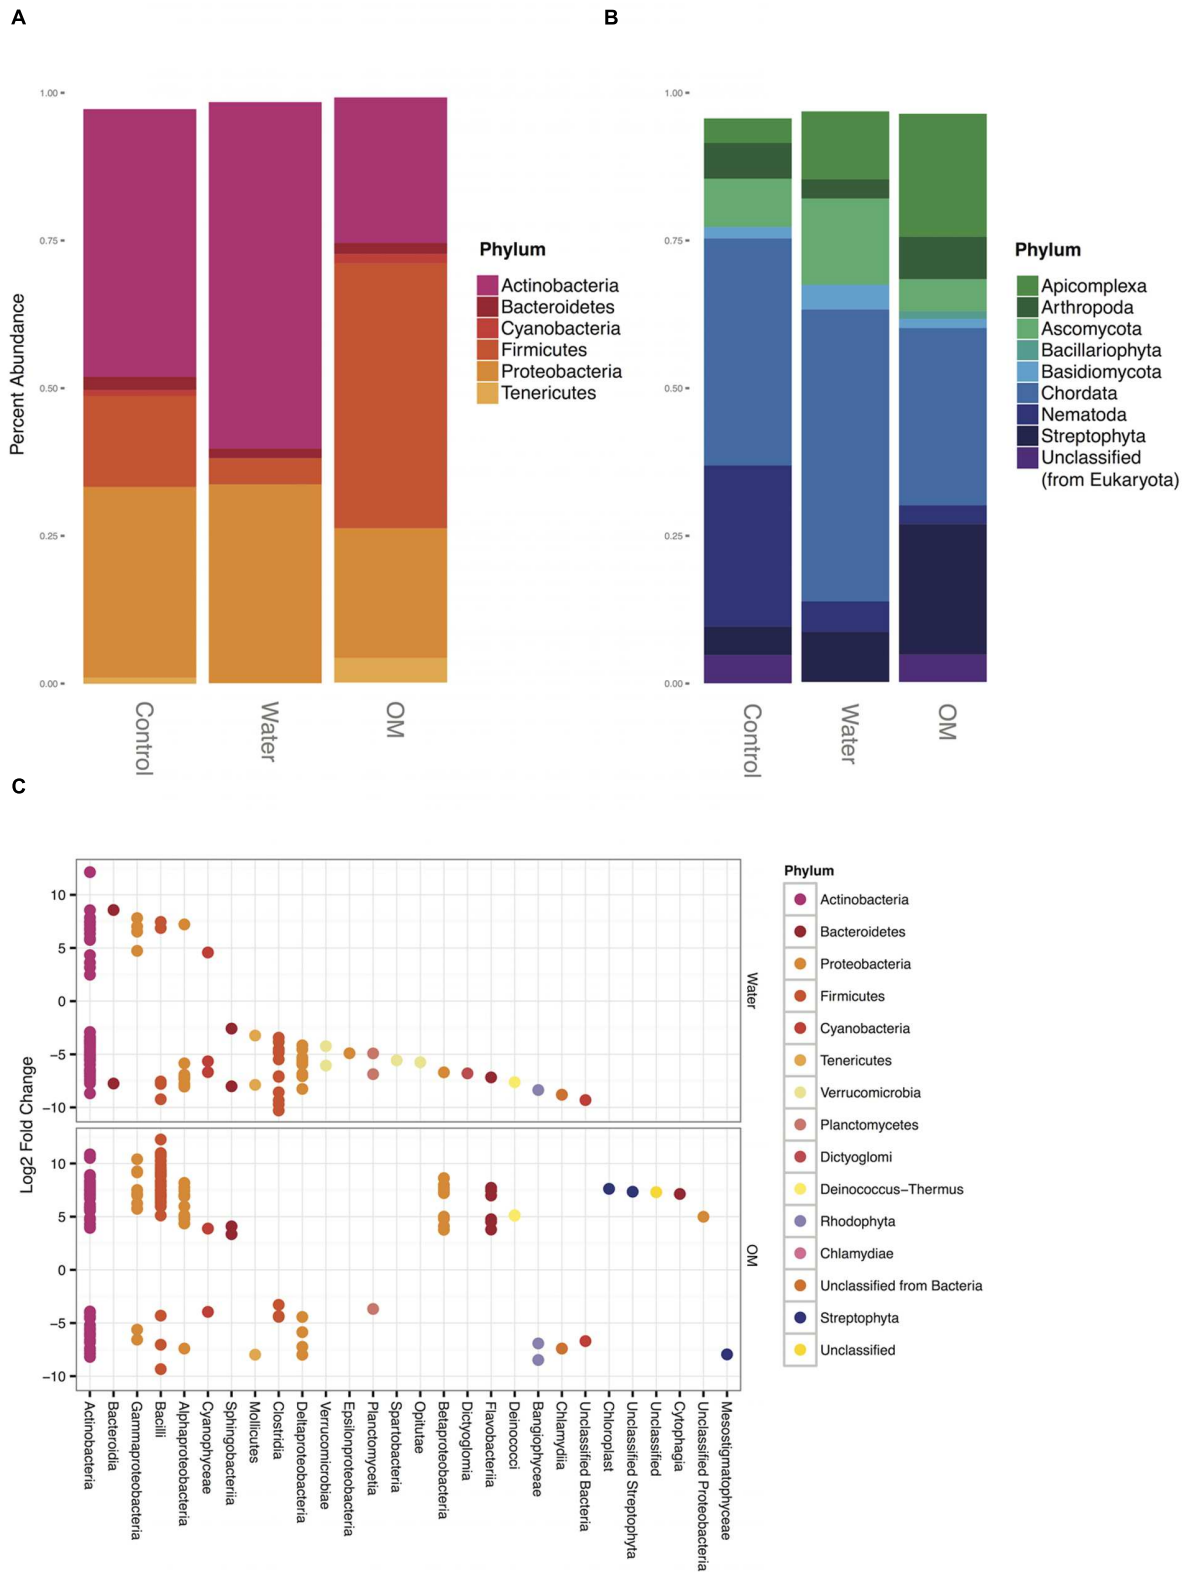 A
B
1.00
0.75
0.50
0.25
0.00
Percent Abundance
Control
Water
OM
Phylum
Actinobacteria
Bacteroidetes
Cyanobacteria
Firmicutes
Proteobacteria
Tenericutes
1.00
0.75
0.50
0.25
0.00
Control
Water
OM
Phylum
Apicomplexa
Arthropoda
Ascomycota
Bacillariophyta
Basidiomycota
Chordata
Nematoda
Streptophyta
Unclassified
(from Eukaryota)
C
Log2 Fold Change
10
5
0
−5
−10
Water
10
5
0
−5
−10
OM
Actinobacteria
Bacteroidia
Gammaproteobacteria
Bacilli
Alphaproteobacteria
Cyanophyceae
Sphingobacteriia
Mollicutes
Clostridia
Deltaproteobacteria
Verrucomicrobiae
Epsilonproteobacteria
Planctomycetia
Spartobacteria
Opitutae
Betaproteobacteria
Dictyoglomia
Flavobacteriia
Deinococci
Bangiophyceae
Chlamydiia
Unclassified Bacteria
Chloroplast
Unclassified Streptophyta
Unclassified
Cytophagia
Unclassified Proteobacteria
Mesostigmatophyceae
Phylum
Actinobacteria
Bacteroidetes
Proteobacteria
Firmicutes
Cyanobacteria
Tenericutes
Verrucomicrobia
Planctomycetes
Dictyoglomi
Deinococcus−Thermus
Rhodophyta
Chlamydiae
Unclassified from Bacteria
Streptophyta
Unclassified